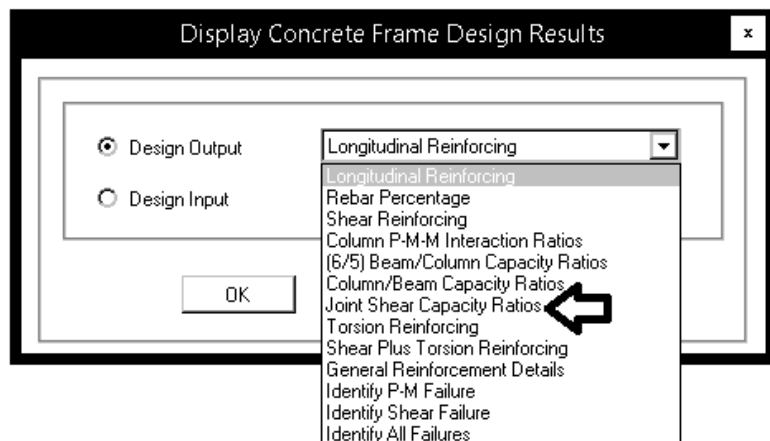 Display Concrete Frame Design Results
x
Design Output
Longitudinal Reinforcing
Longitudinal Reinforcing
Design Input
Rebar Percentage
Shear Reinforcing
Column P-M-M Interaction Ratios
(6/5) Beam/Column Capacity Ratios
Column/Beam Capacity Ratios
OK
Joint Shear Capacity Ratios
Torsion Reinforcing
Shear Plus Torsion Reinforcing
General Reinforcement Details
Identify P-M Failure
Identify Shear Failure
Identify All Failures